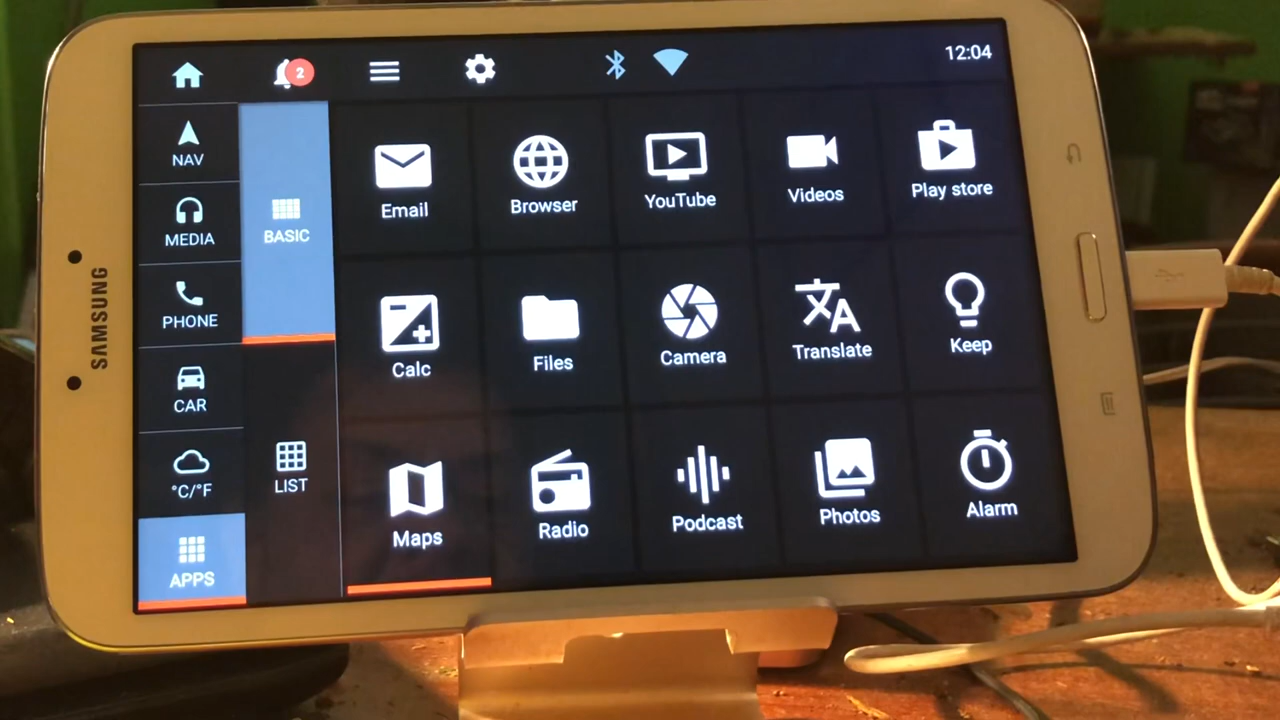 2
12:04
NAV
MEDIA
PHONE
CAR
°C/°F
APPS
BASIC
LIST
Email
Browser
YouTube
Videos
Play store
Calc
Files
Camera
Translate
Keep
Maps
Radio
Podcast
Photos
Alarm
SAMSUNG